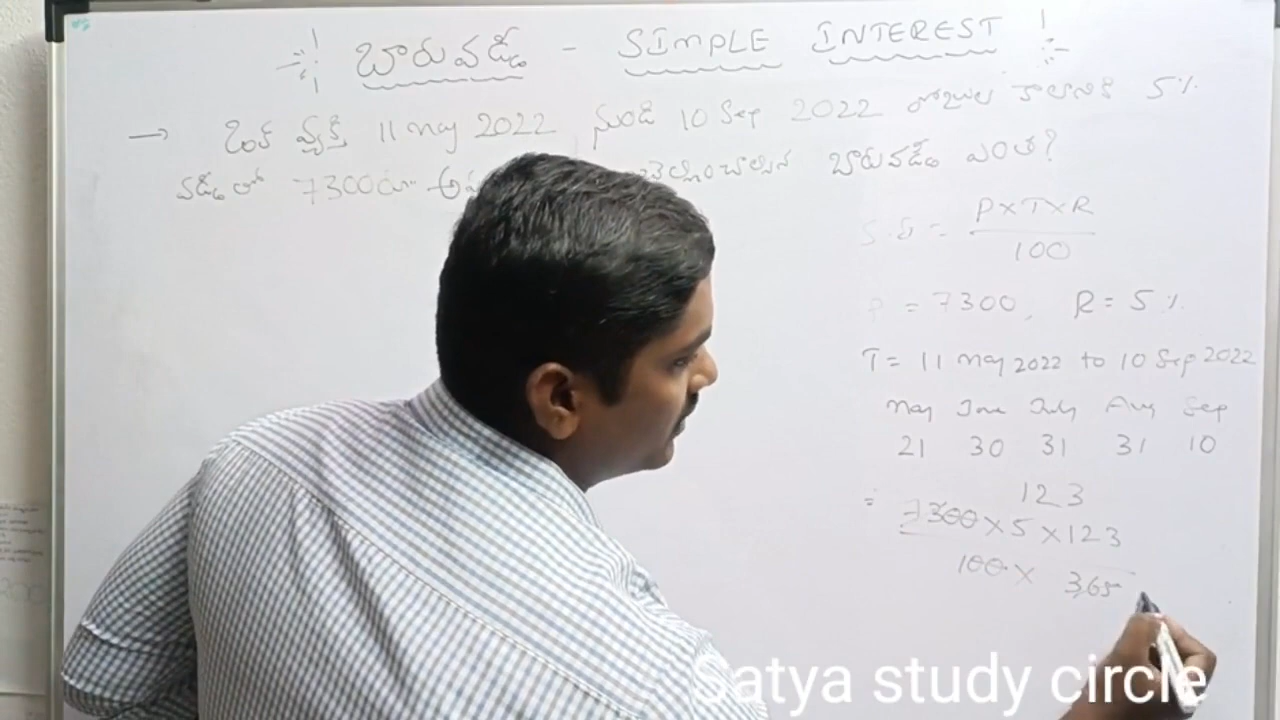 బారువడ్డీ - SIMPLE INTEREST
→ ఒక వ్యక్తి 11 may 2022 నుండి 10 Sep 2022 రోజుల కాలానికి 5%
వడ్డీతో 7300రూ చెల్లించాల్సిన బారువడ్డీ ఎంత?
S.I = P×T×R
100
P = 7300, R = 5%
T = 11 may 2022 to 10 Sep 2022
may June July Aug Sep
21 30 31 31 10
123
= 7300×5×123
100× 365
Satya study circle